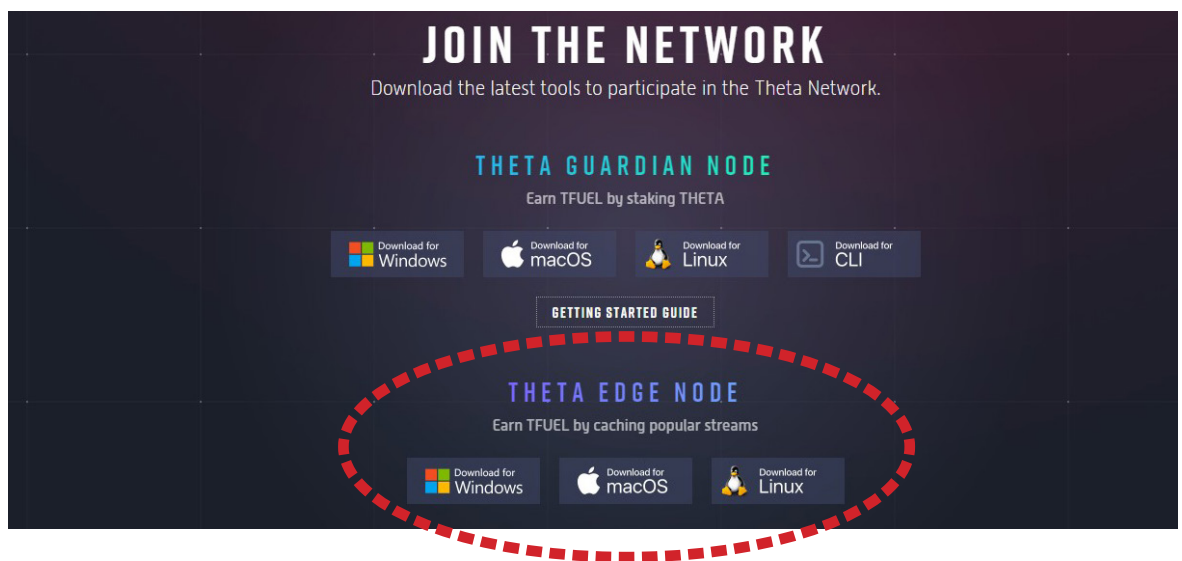 JOIN THE NETWORK
Download the latest tools to participate in the Theta Network.
THETA GUARDIAN NODE
Earn TFUEL by staking THETA
Download for Windows
Download for macOS
Download for Linux
Download for CLI
GETTING STARTED GUIDE
THETA EDGE NODE
Earn TFUEL by caching popular streams
Download for Windows
Download for macOS
Download for Linux